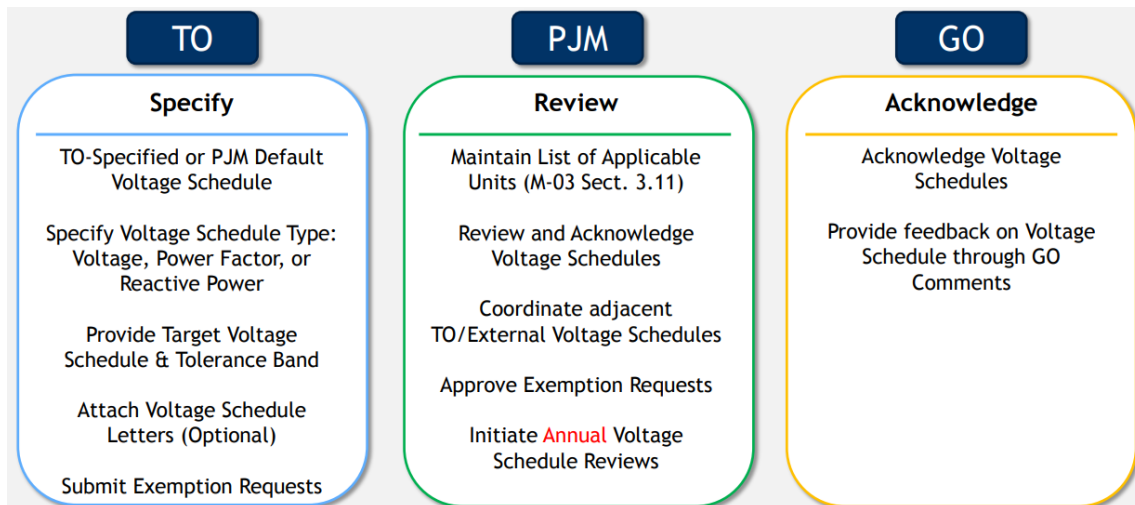 TO
Specify
TO-Specified or PJM Default
Voltage Schedule
Specify Voltage Schedule Type:
Voltage, Power Factor, or
Reactive Power
Provide Target Voltage
Schedule & Tolerance Band
Attach Voltage Schedule
Letters (Optional)
Submit Exemption Requests
PJM
Review
Maintain List of Applicable
Units (M-03 Sect. 3.11)
Review and Acknowledge
Voltage Schedules
Coordinate adjacent
TO/External Voltage Schedules
Approve Exemption Requests
Initiate Annual Voltage
Schedule Reviews
GO
Acknowledge
Acknowledge Voltage
Schedules
Provide feedback on Voltage
Schedule through GO
Comments